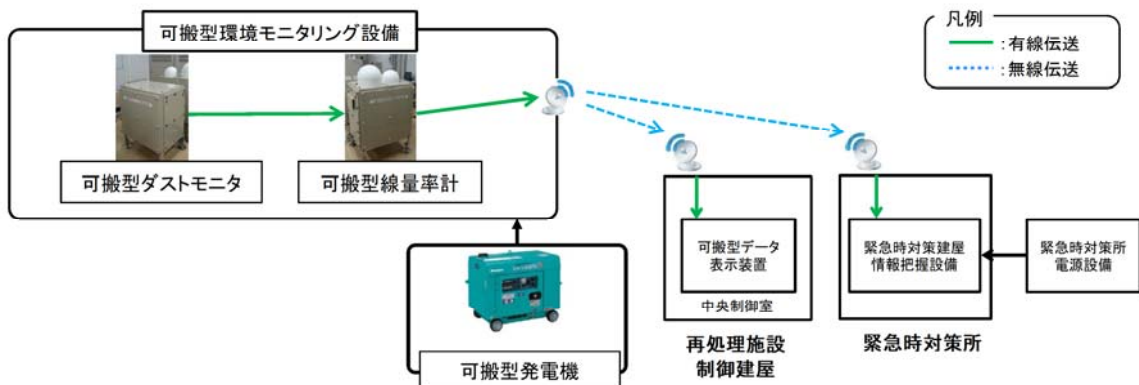 可搬型環境モニタリング設備
凡例
:有線伝送
:無線伝送
可搬型ダストモニタ
可搬型線量率計
可搬型データ
表示装置
中央制御室
再処理施設
制御建屋
緊急時対策建屋
情報把握設備
緊急時対策所
緊急時対策所
電源設備
可搬型発電機